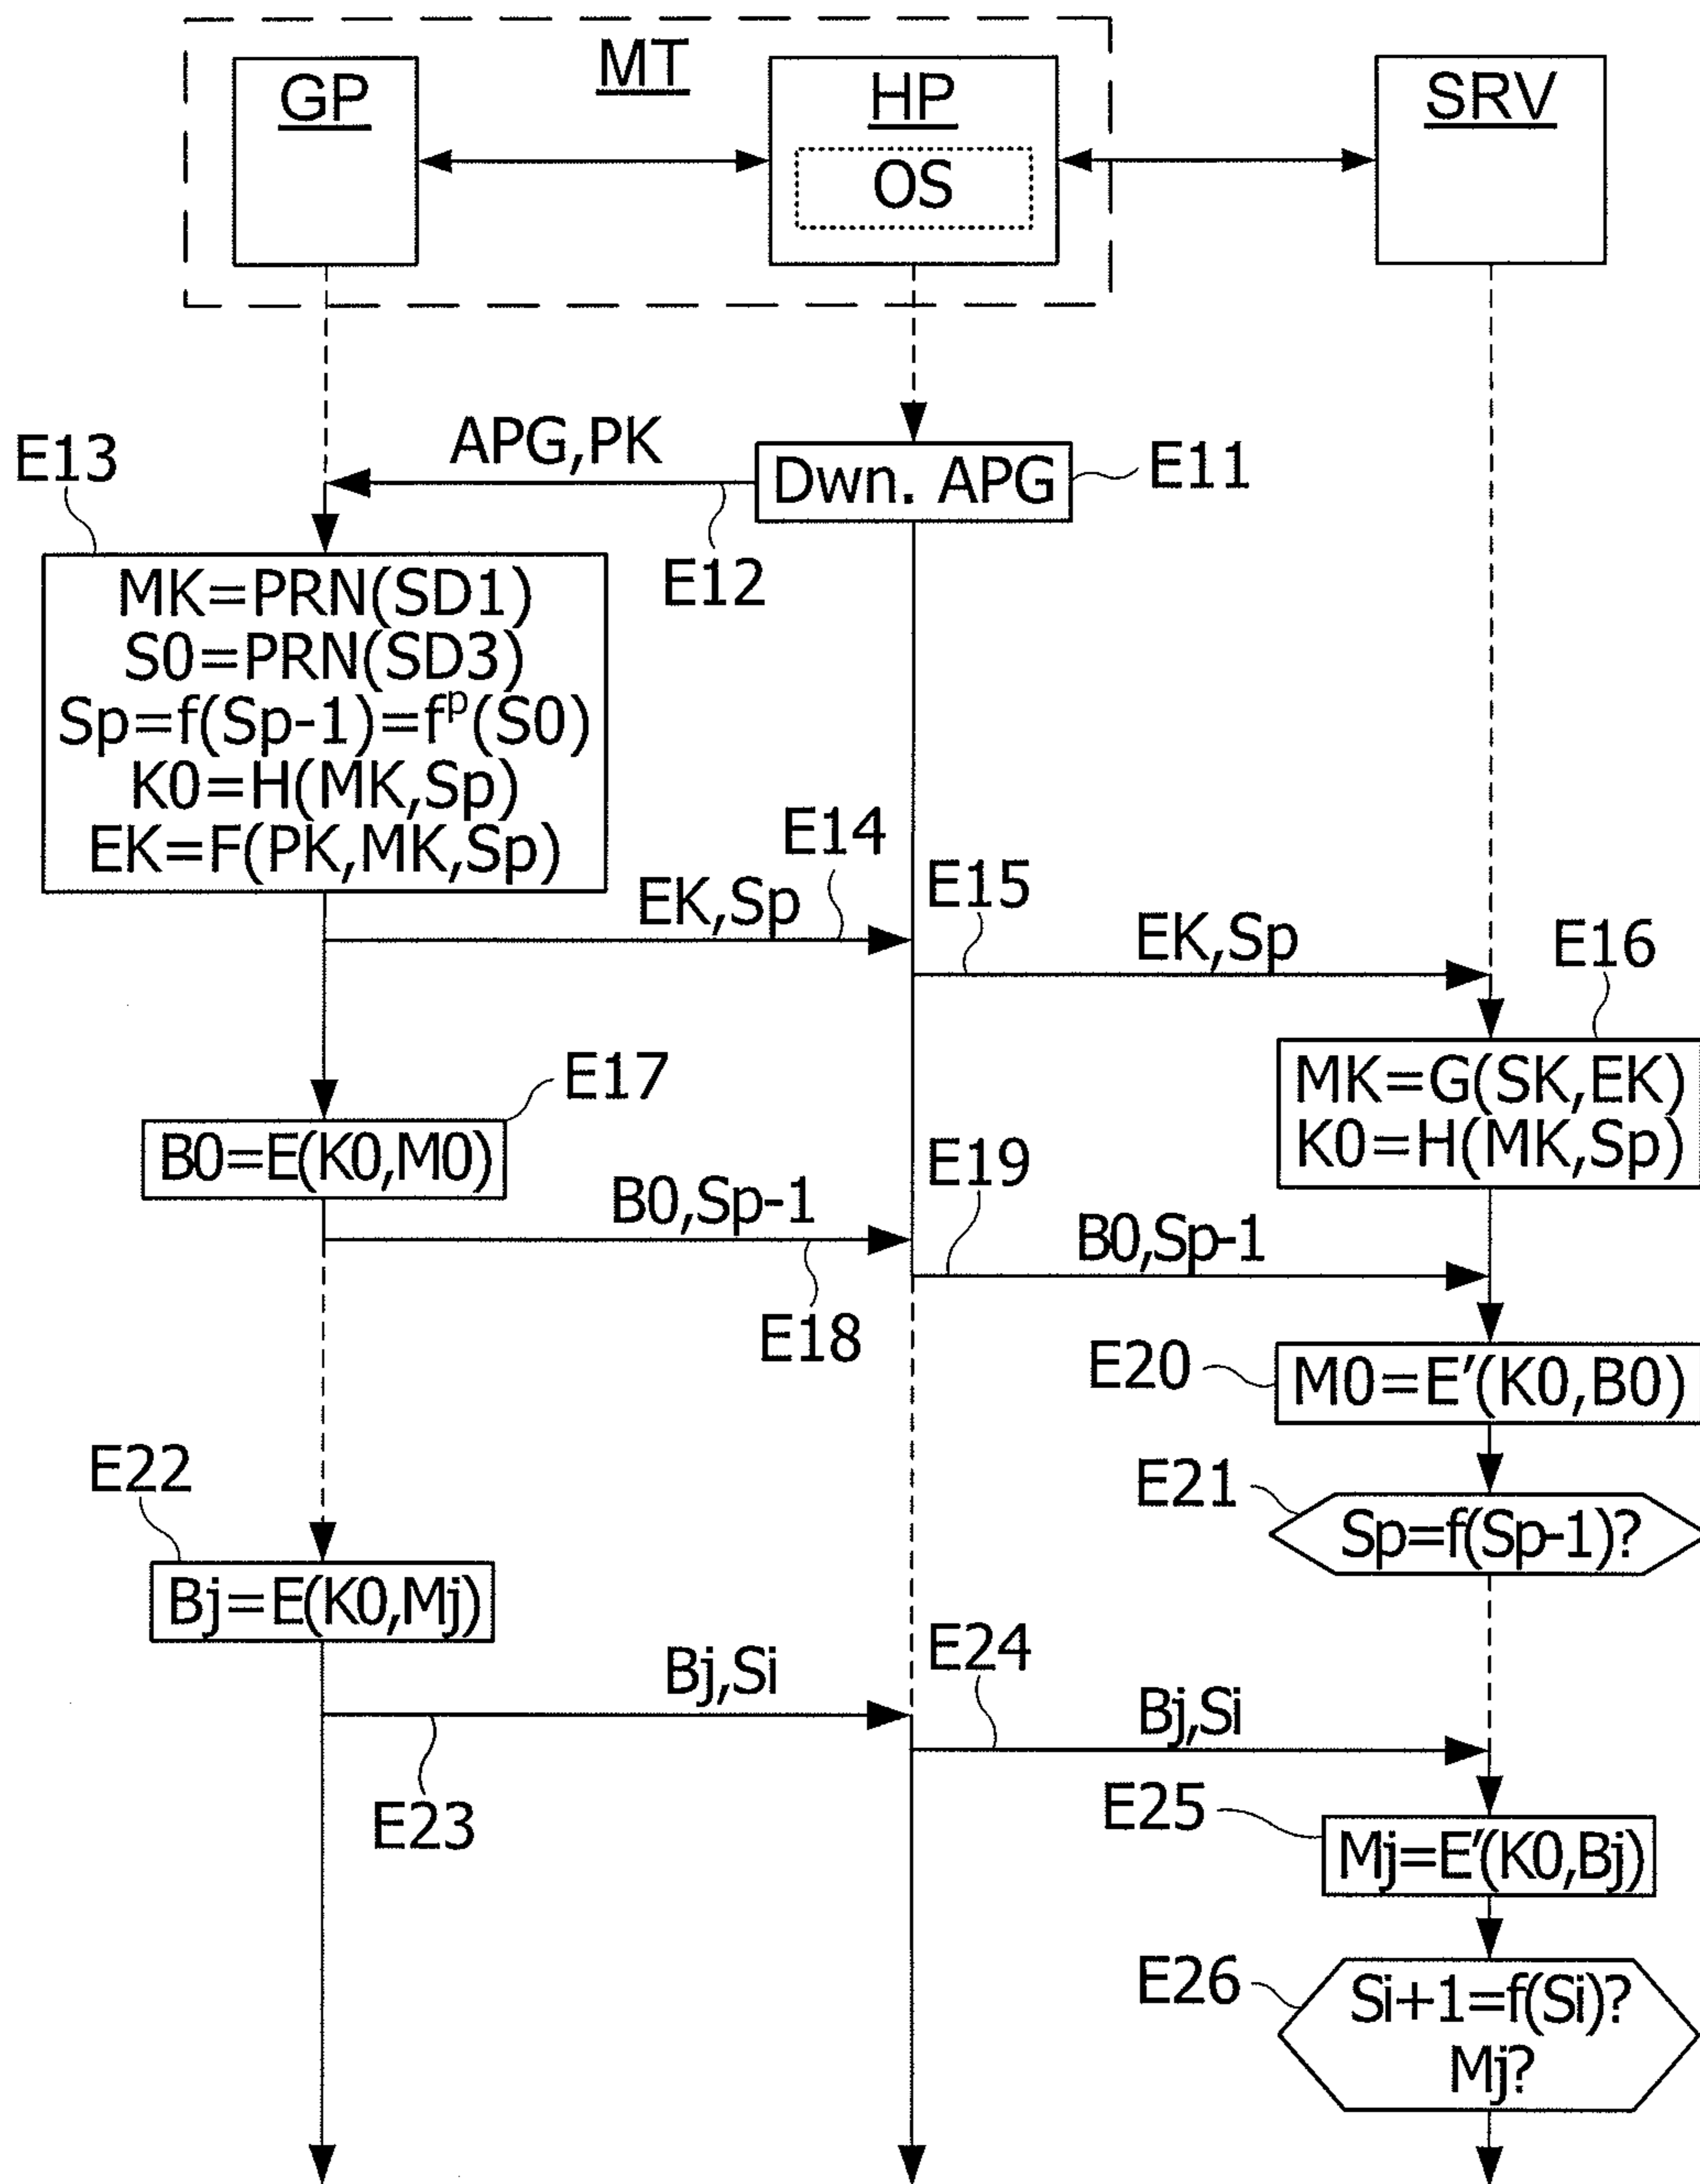 MT
GP
HP
SRV
OS
APG,PK
E13
Dwn. APG
E11
E12
MK=PRN(SD1)
S0=PRN(SD3)
Sp=f(Sp-1)=fᵖ(S0)
K0=H(MK,Sp)
EK=F(PK,MK,Sp)
E14
EK,Sp
E15
EK,Sp
E16
MK=G(SK,EK)
K0=H(MK,Sp)
E17
B0=E(K0,M0)
E19
B0,Sp-1
B0,Sp-1
E18
E20
M0=E'(K0,B0)
E22
E21
Sp=f(Sp-1)?
Bj=E(K0,Mj)
E24
Bj,Si
Bj,Si
E23
E25
Mj=E'(K0,Bj)
E26
Si+1=f(Si)?
Mj?